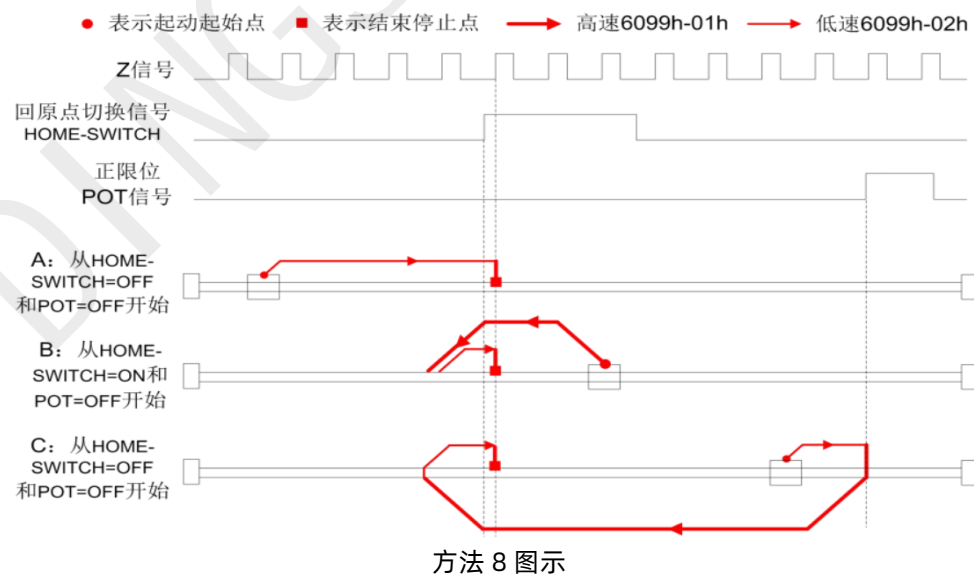 表示起动起始点 表示结束停止点 高速6099h-01h 低速6099h-02h
Z信号
回原点切换信号
HOME-SWITCH
正限位
POT信号
A：从HOME-
SWITCH=OFF
和POT=OFF开始
B：从HOME-
SWITCH=ON和
POT=OFF开始
C：从HOME-
SWITCH=OFF
和POT=OFF开始
方法 8 图示